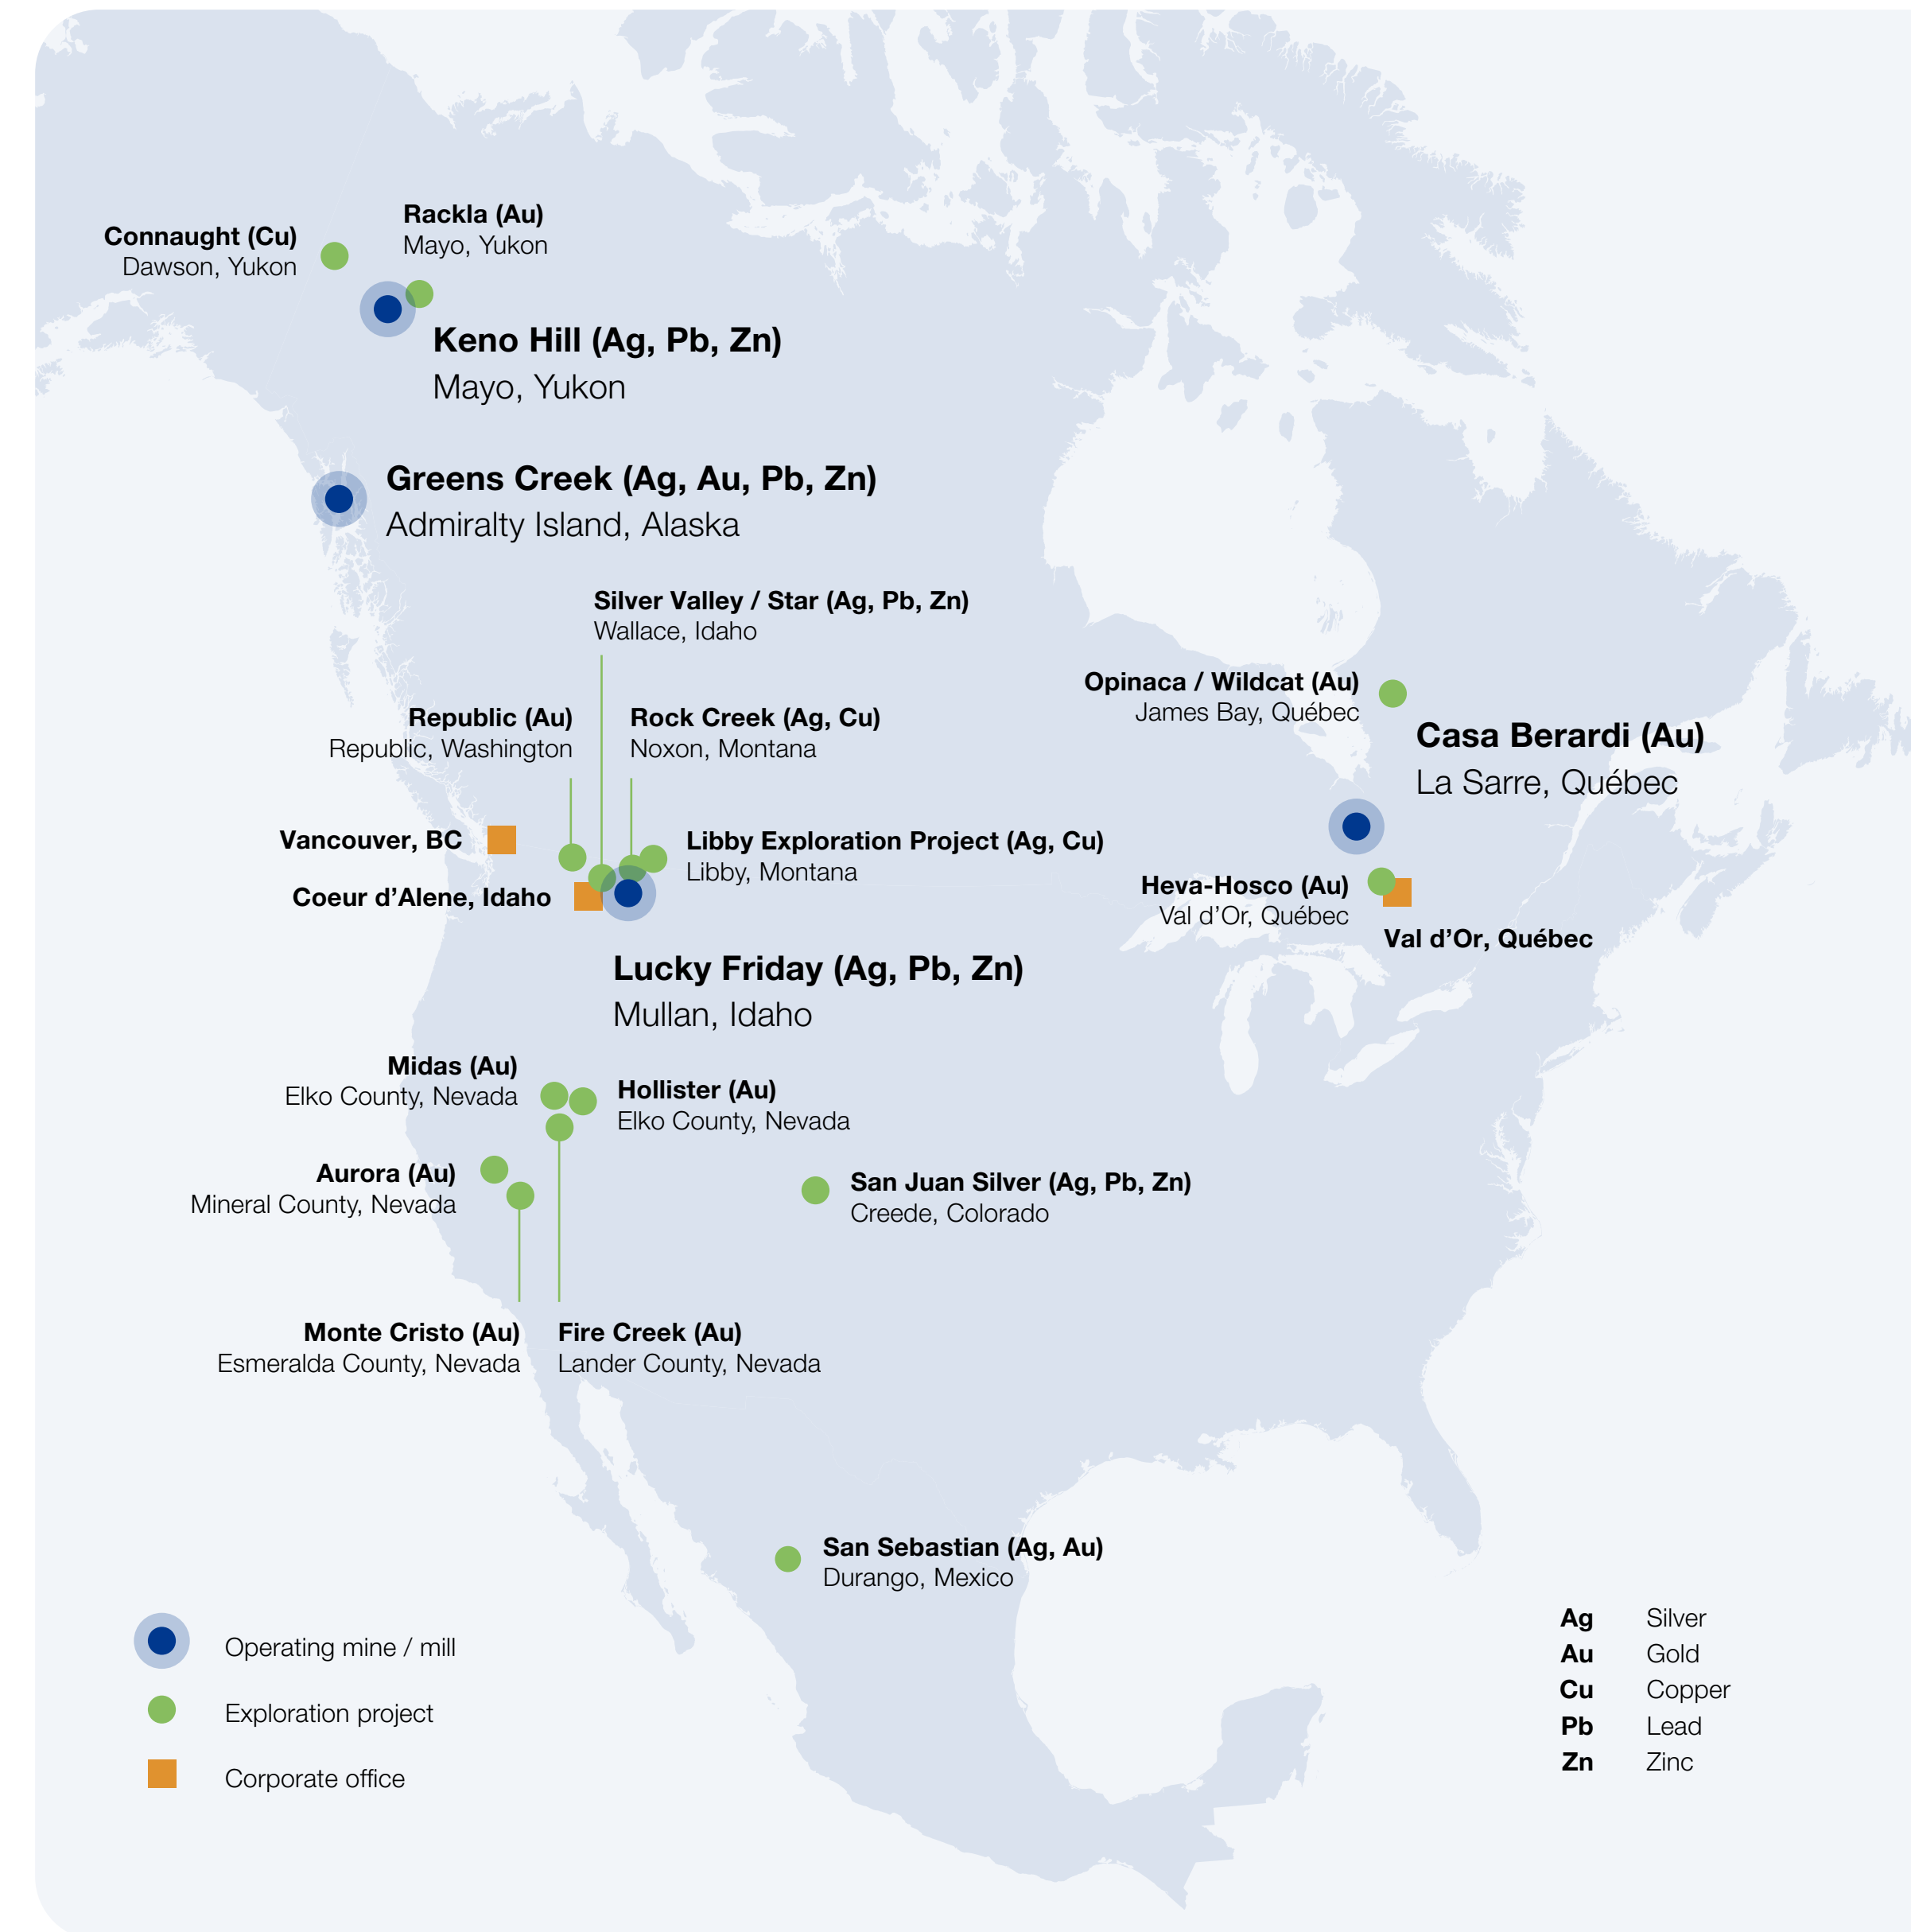 Rackla (Au)
Mayo, Yukon
Connaught (Cu)
Dawson, Yukon
Keno Hill (Ag, Pb, Zn)
Mayo, Yukon
Greens Creek (Ag, Au, Pb, Zn)
Admiralty Island, Alaska
Silver Valley / Star (Ag, Pb, Zn)
Wallace, Idaho
Opinaca / Wildcat (Au)
James Bay, Québec
Republic (Au)
Republic, Washington
Rock Creek (Ag, Cu)
Noxon, Montana
Casa Berardi (Au)
La Sarre, Québec
Vancouver, BC
Libby Exploration Project (Ag, Cu)
Libby, Montana
Coeur d’Alene, Idaho
Heva-Hosco (Au)
Val d’Or, Québec
Val d’Or, Québec
Lucky Friday (Ag, Pb, Zn)
Mullan, Idaho
Midas (Au)
Elko County, Nevada
Hollister (Au)
Elko County, Nevada
Aurora (Au)
Mineral County, Nevada
San Juan Silver (Ag, Pb, Zn)
Creede, Colorado
Monte Cristo (Au)
Esmeralda County, Nevada
Fire Creek (Au)
Lander County, Nevada
San Sebastian (Ag, Au)
Durango, Mexico
Operating mine / mill
Exploration project
Corporate office
Ag Silver
Au Gold
Cu Copper
Pb Lead
Zn Zinc